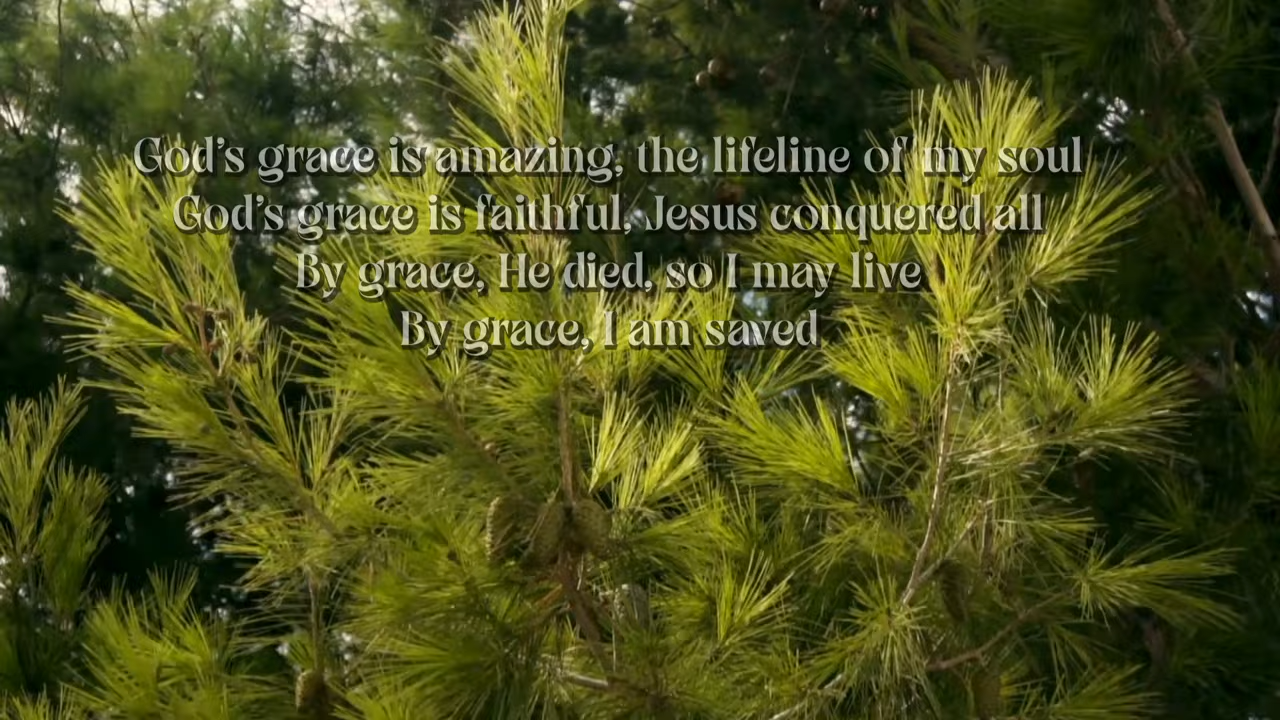 God's grace is amazing, the lifeline of my soul
God's grace is faithful, Jesus conquered all
By grace, He died, so I may live
By grace, I am saved